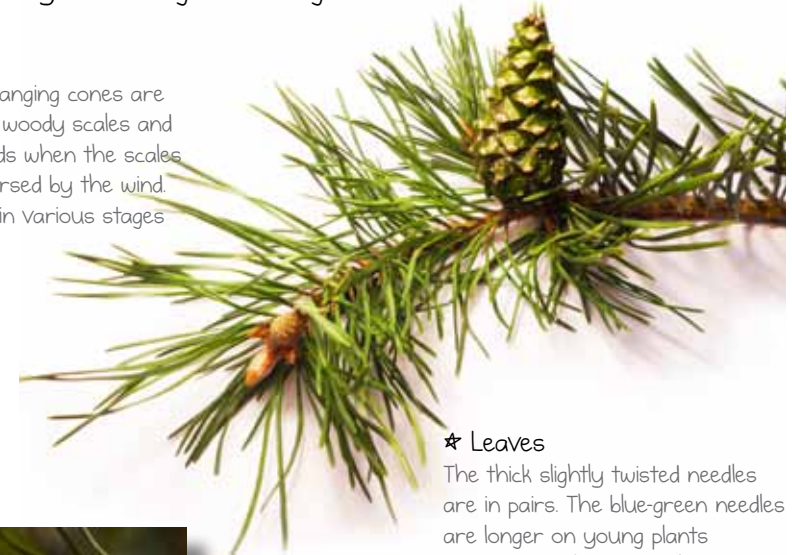 anging cones are
woody scales and
ds when the scales
rsed by the wind.
in various stages
☆ Leaves
The thick slightly twisted needles
are in pairs. The blue-green needles
are longer on young plants